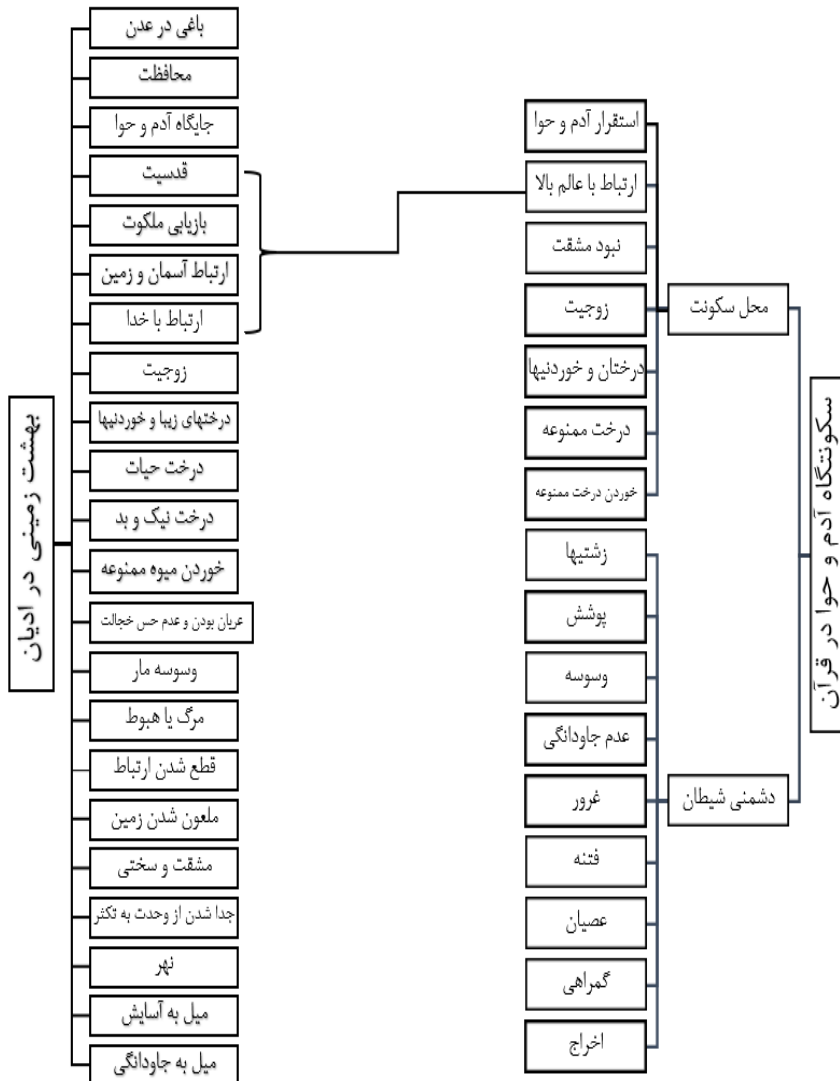 سکونتگاه آدم و حوا در قرآن
محل سکونت
استقرار آدم و حوا
ارتباط با عالم بالا
نبود مشقت
زوجیت
درختان و خوردنیها
درخت ممنوعه
خوردن درخت ممنوعه
دشمنی شیطان
زشتیها
پوشش
وسوسه
عدم جاودانگی
غرور
فتنه
عصیان
گمراهی
اخراج
بهشت زمینی در ادیان
باغی در عدن
محافظت
جایگاه آدم و حوا
قدسیت
بازیابی ملکوت
ارتباط آسمان و زمین
ارتباط با خدا
زوجیت
درختهای زیبا و خوردنیها
درخت حیات
درخت نیک و بد
خوردن میوه ممنوعه
عریان بودن و عدم حس خجالت
وسوسه مار
مرگ یا هبوط
قطع شدن ارتباط
ملعون شدن زمین
مشقت و سختی
جدا شدن از وحدت به تکثر
نهر
میل به آسایش
میل به جاودانگی